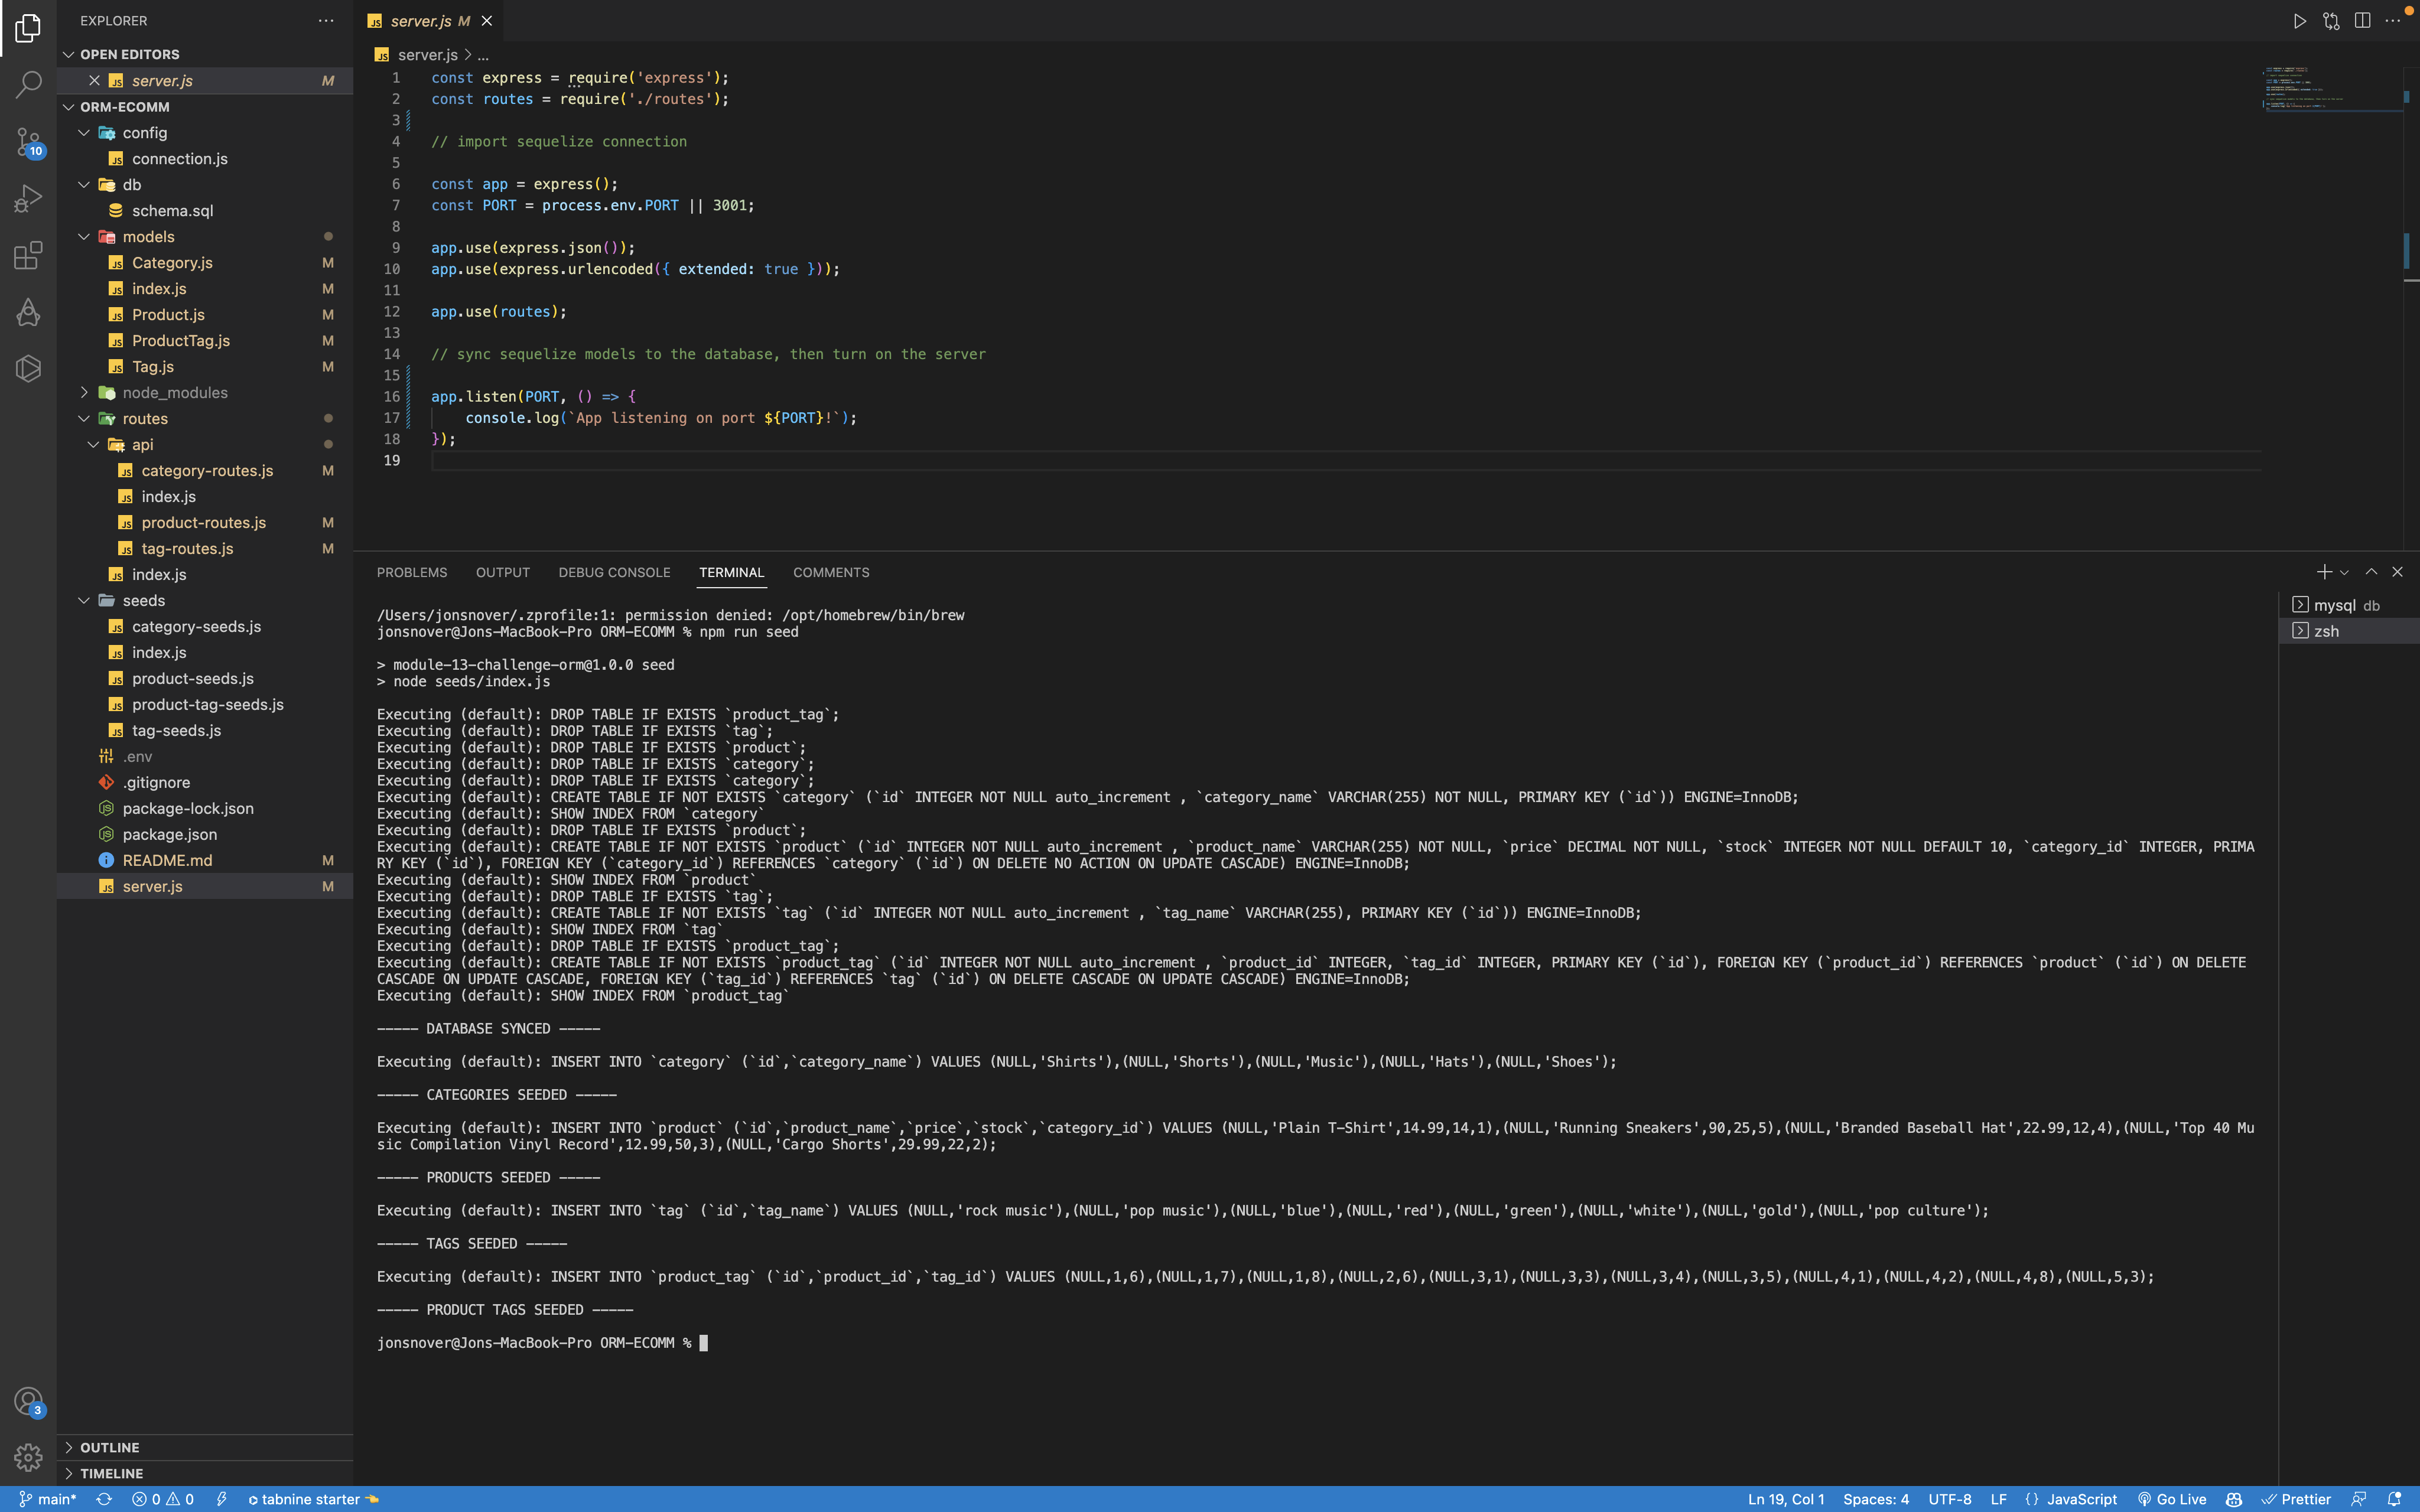 EXPLORER
OPEN EDITORS
server.js M
ORM-ECOMM
config
connection.js
db
schema.sql
models
Category.js M
index.js M
Product.js M
ProductTag.js M
Tag.js M
node_modules
routes
api
category-routes.js M
index.js
product-routes.js M
tag-routes.js M
index.js
seeds
category-seeds.js
index.js
product-seeds.js
product-tag-seeds.js
tag-seeds.js
.env
.gitignore
package-lock.json
package.json
README.md M
server.js M
OUTLINE
TIMELINE
10
3
server.js M
server.js > ...
1 const express = require('express');
2 const routes = require('./routes');
3
4 // import sequelize connection
5
6 const app = express();
7 const PORT = process.env.PORT || 3001;
8
9 app.use(express.json());
10 app.use(express.urlencoded({ extended: true }));
11
12 app.use(routes);
13
14 // sync sequelize models to the database, then turn on the server
15
16 app.listen(PORT, () => {
17 console.log(`App listening on port ${PORT}!`);
18 });
19
PROBLEMS OUTPUT DEBUG CONSOLE TERMINAL COMMENTS
mysql db
zsh
/Users/jonsnover/.zprofile:1: permission denied: /opt/homebrew/bin/brew
jonsnover@Jons-MacBook-Pro ORM-ECOMM % npm run seed
> module-13-challenge-orm@1.0.0 seed
> node seeds/index.js
Executing (default): DROP TABLE IF EXISTS `product_tag`;
Executing (default): DROP TABLE IF EXISTS `tag`;
Executing (default): DROP TABLE IF EXISTS `product`;
Executing (default): DROP TABLE IF EXISTS `category`;
Executing (default): DROP TABLE IF EXISTS `category`;
Executing (default): CREATE TABLE IF NOT EXISTS `category` (`id` INTEGER NOT NULL auto_increment , `category_name` VARCHAR(255) NOT NULL, PRIMARY KEY (`id`)) ENGINE=InnoDB;
Executing (default): SHOW INDEX FROM `category`
Executing (default): DROP TABLE IF EXISTS `product`;
Executing (default): CREATE TABLE IF NOT EXISTS `product` (`id` INTEGER NOT NULL auto_increment , `product_name` VARCHAR(255) NOT NULL, `price` DECIMAL NOT NULL, `stock` INTEGER NOT NULL DEFAULT 10, `category_id` INTEGER, PRIMA
RY KEY (`id`), FOREIGN KEY (`category_id`) REFERENCES `category` (`id`) ON DELETE NO ACTION ON UPDATE CASCADE) ENGINE=InnoDB;
Executing (default): SHOW INDEX FROM `product`
Executing (default): DROP TABLE IF EXISTS `tag`;
Executing (default): CREATE TABLE IF NOT EXISTS `tag` (`id` INTEGER NOT NULL auto_increment , `tag_name` VARCHAR(255), PRIMARY KEY (`id`)) ENGINE=InnoDB;
Executing (default): SHOW INDEX FROM `tag`
Executing (default): DROP TABLE IF EXISTS `product_tag`;
Executing (default): CREATE TABLE IF NOT EXISTS `product_tag` (`id` INTEGER NOT NULL auto_increment , `product_id` INTEGER, `tag_id` INTEGER, PRIMARY KEY (`id`), FOREIGN KEY (`product_id`) REFERENCES `product` (`id`) ON DELETE
CASCADE ON UPDATE CASCADE, FOREIGN KEY (`tag_id`) REFERENCES `tag` (`id`) ON DELETE CASCADE ON UPDATE CASCADE) ENGINE=InnoDB;
Executing (default): SHOW INDEX FROM `product_tag`
----- DATABASE SYNCED -----
Executing (default): INSERT INTO `category` (`id`,`category_name`) VALUES (NULL,'Shirts'),(NULL,'Shorts'),(NULL,'Music'),(NULL,'Hats'),(NULL,'Shoes');
----- CATEGORIES SEEDED -----
Executing (default): INSERT INTO `product` (`id`,`product_name`,`price`,`stock`,`category_id`) VALUES (NULL,'Plain T-Shirt',14.99,14,1),(NULL,'Running Sneakers',90,25,5),(NULL,'Branded Baseball Hat',22.99,12,4),(NULL,'Top 40 Mu
sic Compilation Vinyl Record',12.99,50,3),(NULL,'Cargo Shorts',29.99,22,2);
----- PRODUCTS SEEDED -----
Executing (default): INSERT INTO `tag` (`id`,`tag_name`) VALUES (NULL,'rock music'),(NULL,'pop music'),(NULL,'blue'),(NULL,'red'),(NULL,'green'),(NULL,'white'),(NULL,'gold'),(NULL,'pop culture');
----- TAGS SEEDED -----
Executing (default): INSERT INTO `product_tag` (`id`,`product_id`,`tag_id`) VALUES (NULL,1,6),(NULL,1,7),(NULL,1,8),(NULL,2,6),(NULL,3,1),(NULL,3,3),(NULL,3,4),(NULL,3,5),(NULL,4,1),(NULL,4,2),(NULL,4,8),(NULL,5,3);
----- PRODUCT TAGS SEEDED -----
jonsnover@Jons-MacBook-Pro ORM-ECOMM %
main* 0 0 tabnine starter Ln 19, Col 1 Spaces: 4 UTF-8 LF {} JavaScript Go Live Prettier